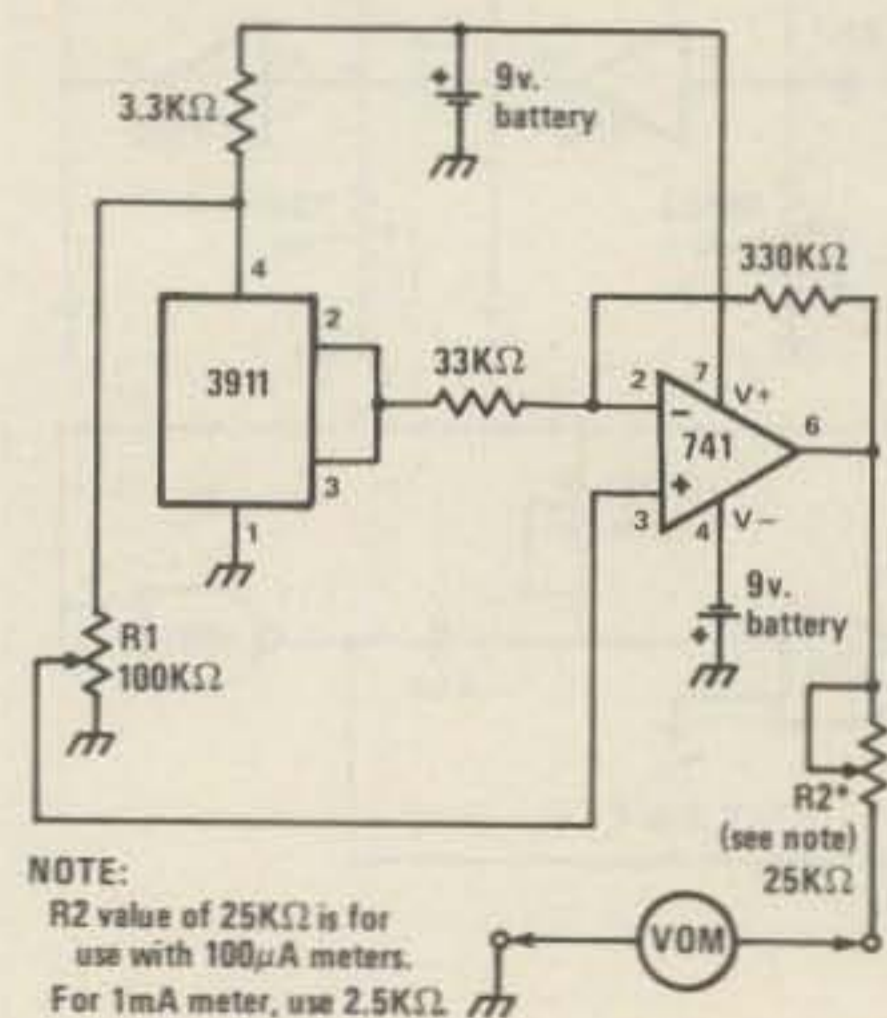 9v.
battery
3.3KΩ
4
330KΩ
2
3911
33KΩ
2
7
V+
6
-
741
+
3
3
4
V-
1
9v.
battery
R1
100KΩ
R2*
(see note)
25KΩ
NOTE:
R2 value of 25KΩ is for
use with 100µA meters.
For 1mA meter, use 2.5KΩ
VOM